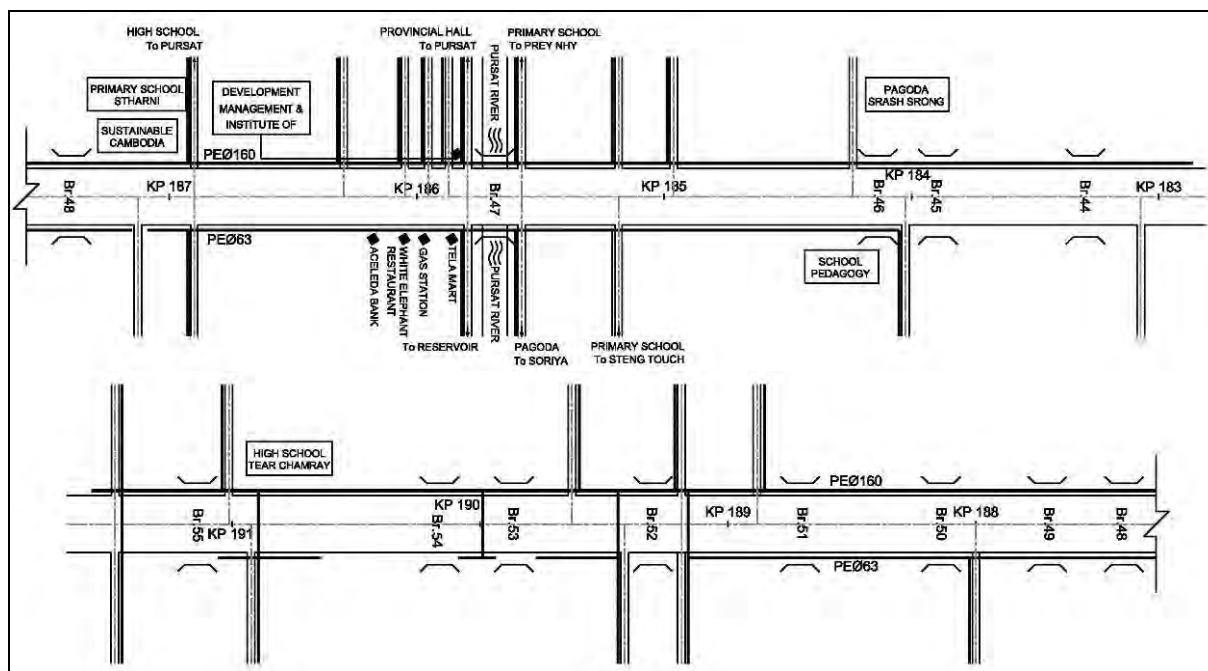 HIGH SCHOOL
To PURSAT
PROVINCIAL HALL
To PURSAT
PRIMARY SCHOOL
To PREY NHY
PURSAT RIVER
PRIMARY SCHOOL
STHARNI
DEVELOPMENT
MANAGEMENT &
INSTITUTE OF
PAGODA
SRASH SRONG
SUSTAINABLE
CAMBODIA
PEØ160
Br.48
KP 187
KP 186
Br.47
KP 185
Br.46
KP 184
Br.45
Br.44
KP 183
PEØ63
ACELEDA BANK
WHITE ELEPHANT
RESTAURANT
GAS STATION
TELA MART
PURSAT RIVER
SCHOOL
PEDAGOGY
To RESERVOIR
PAGODA
To SORIYA
PRIMARY SCHOOL
To STENG TOUCH
HIGH SCHOOL
TEAR CHAMRAY
PEØ160
Br.55
KP 191
Br.54
KP 190
Br.53
Br.52
KP 189
Br.51
Br.50
KP 188
Br.49
Br.48
PEØ63